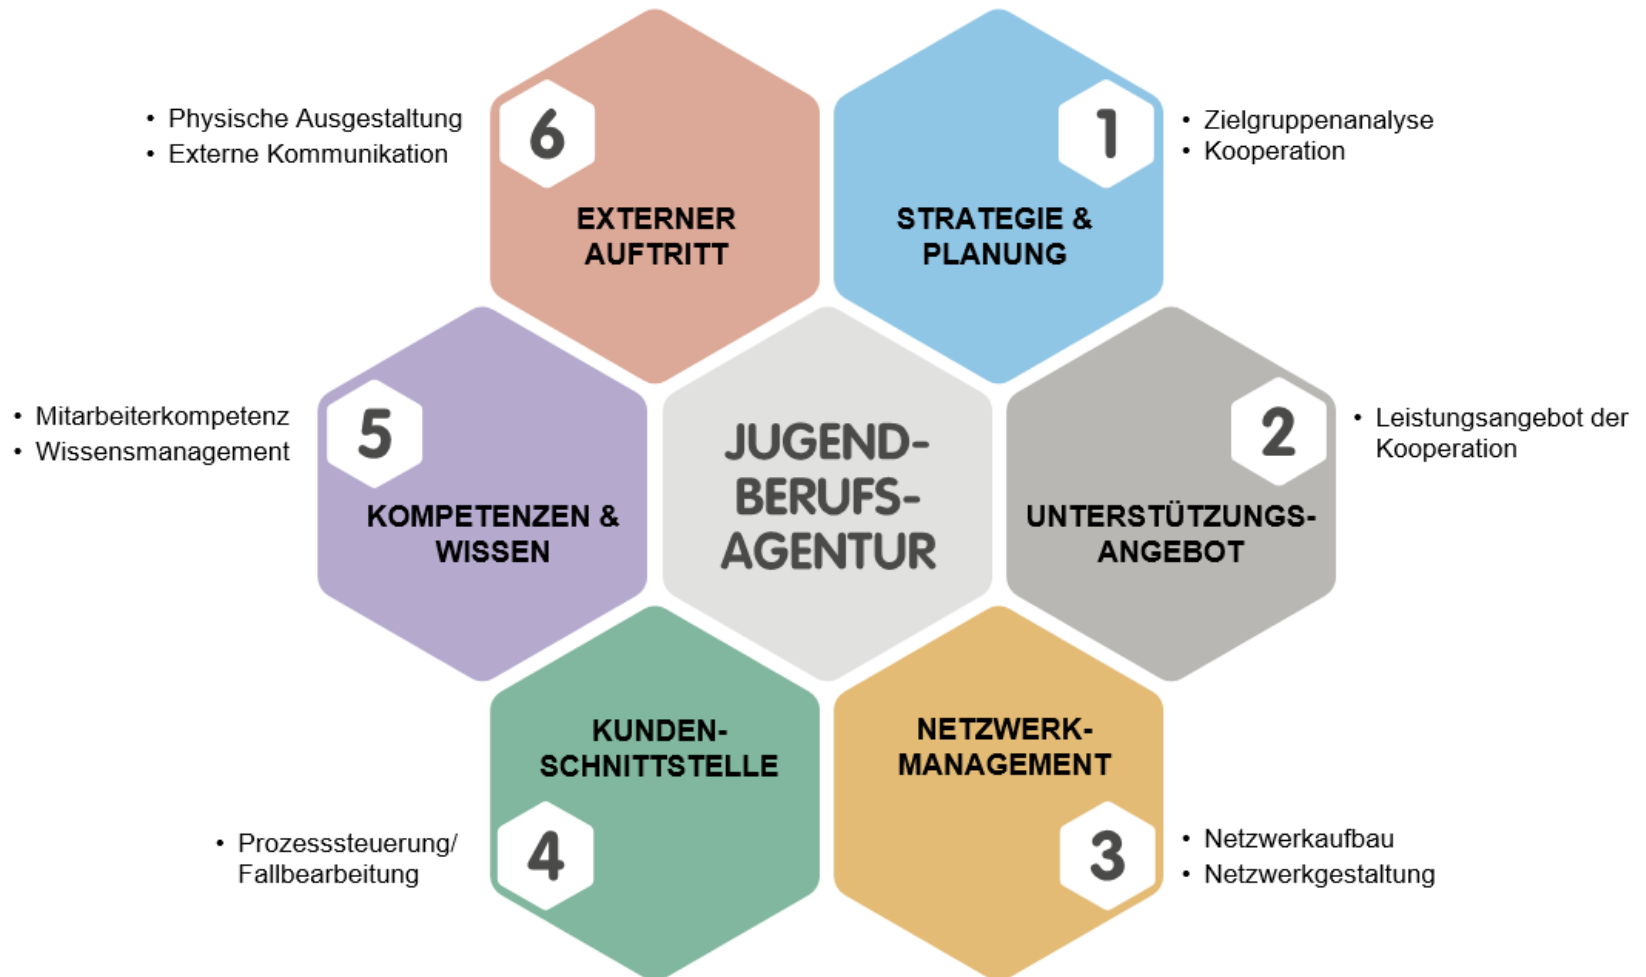 JUGEND-
BERUFS-
AGENTUR
1
STRATEGIE &
PLANUNG
• Zielgruppenanalyse
• Kooperation
2
UNTERSTÜTZUNGS-
ANGEBOT
• Leistungsangebot der
Kooperation
3
NETZWERK-
MANAGEMENT
• Netzwerkaufbau
• Netzwerkgestaltung
4
KUNDEN-
SCHNITTSTELLE
• Prozesssteuerung/
Fallbearbeitung
5
KOMPETENZEN &
WISSEN
• Mitarbeiterkompetenz
• Wissensmanagement
6
EXTERNER
AUFTRITT
• Physische Ausgestaltung
• Externe Kommunikation